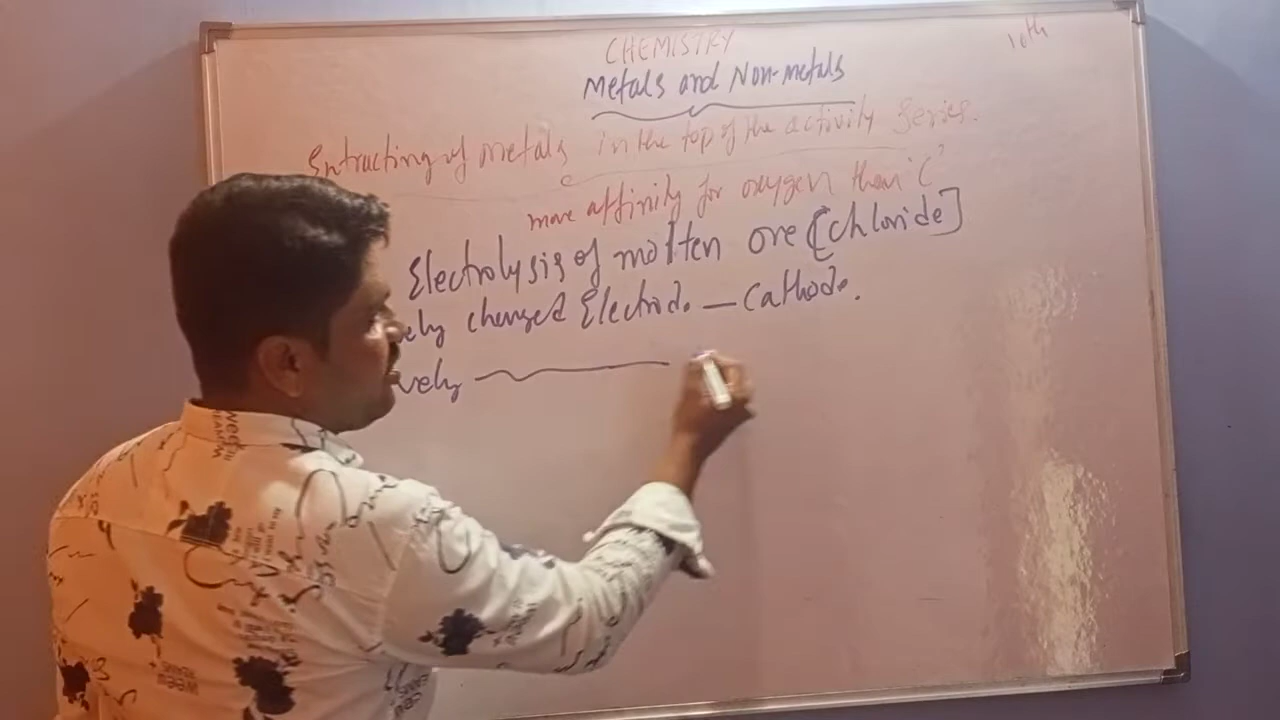 CHEMISTRY
10th
Metals and Non-metals
Extracting of metals in the top of the activity Series.
more affinity for oxygen than 'C'
Electrolysis of molten ore [chloride]
vely charged Electrode — Cathode.
vely